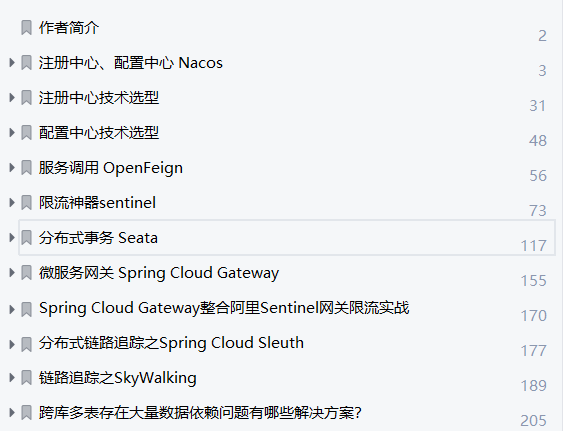 作者简介 2
注册中心、配置中心 Nacos 3
注册中心技术选型 31
配置中心技术选型 48
服务调用 OpenFeign 56
限流神器sentinel 73
分布式事务 Seata 117
微服务网关 Spring Cloud Gateway 155
Spring Cloud Gateway整合阿里Sentinel网关限流实战 170
分布式链路追踪之Spring Cloud Sleuth 177
链路追踪之SkyWalking 189
跨库多表存在大量数据依赖问题有哪些解决方案? 205